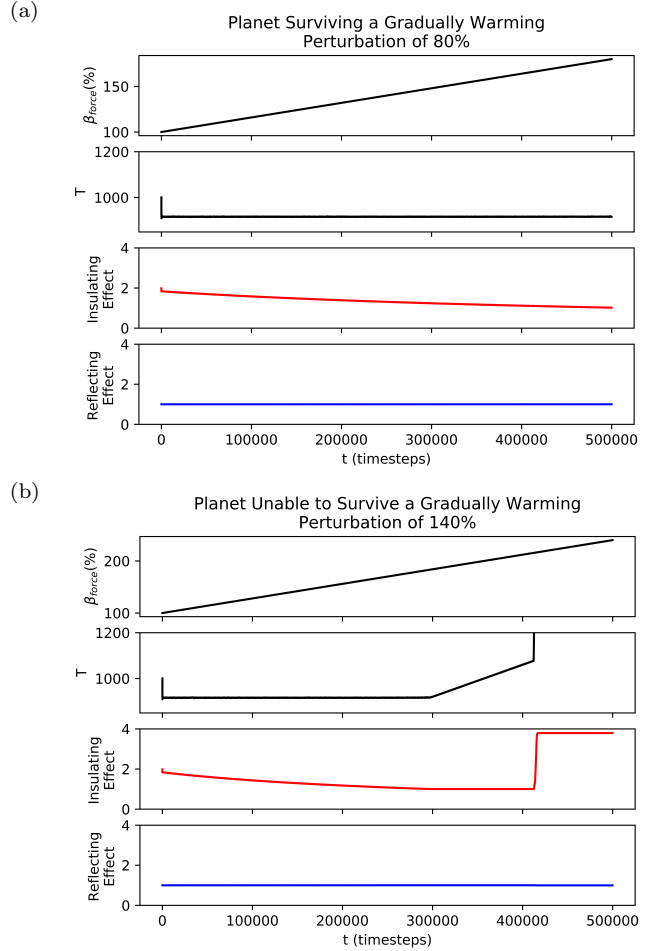 (a)
Planet Surviving a Gradually Warming
Perturbation of 80%
β_force(%)
150
100
T
1200
1000
Insulating
Effect
4
2
0
Reflecting
Effect
4
2
0
0 100000 200000 300000 400000 500000
t (timesteps)
(b)
Planet Unable to Survive a Gradually Warming
Perturbation of 140%
β_force(%)
200
100
T
1200
1000
Insulating
Effect
4
2
0
Reflecting
Effect
4
2
0
0 100000 200000 300000 400000 500000
t (timesteps)